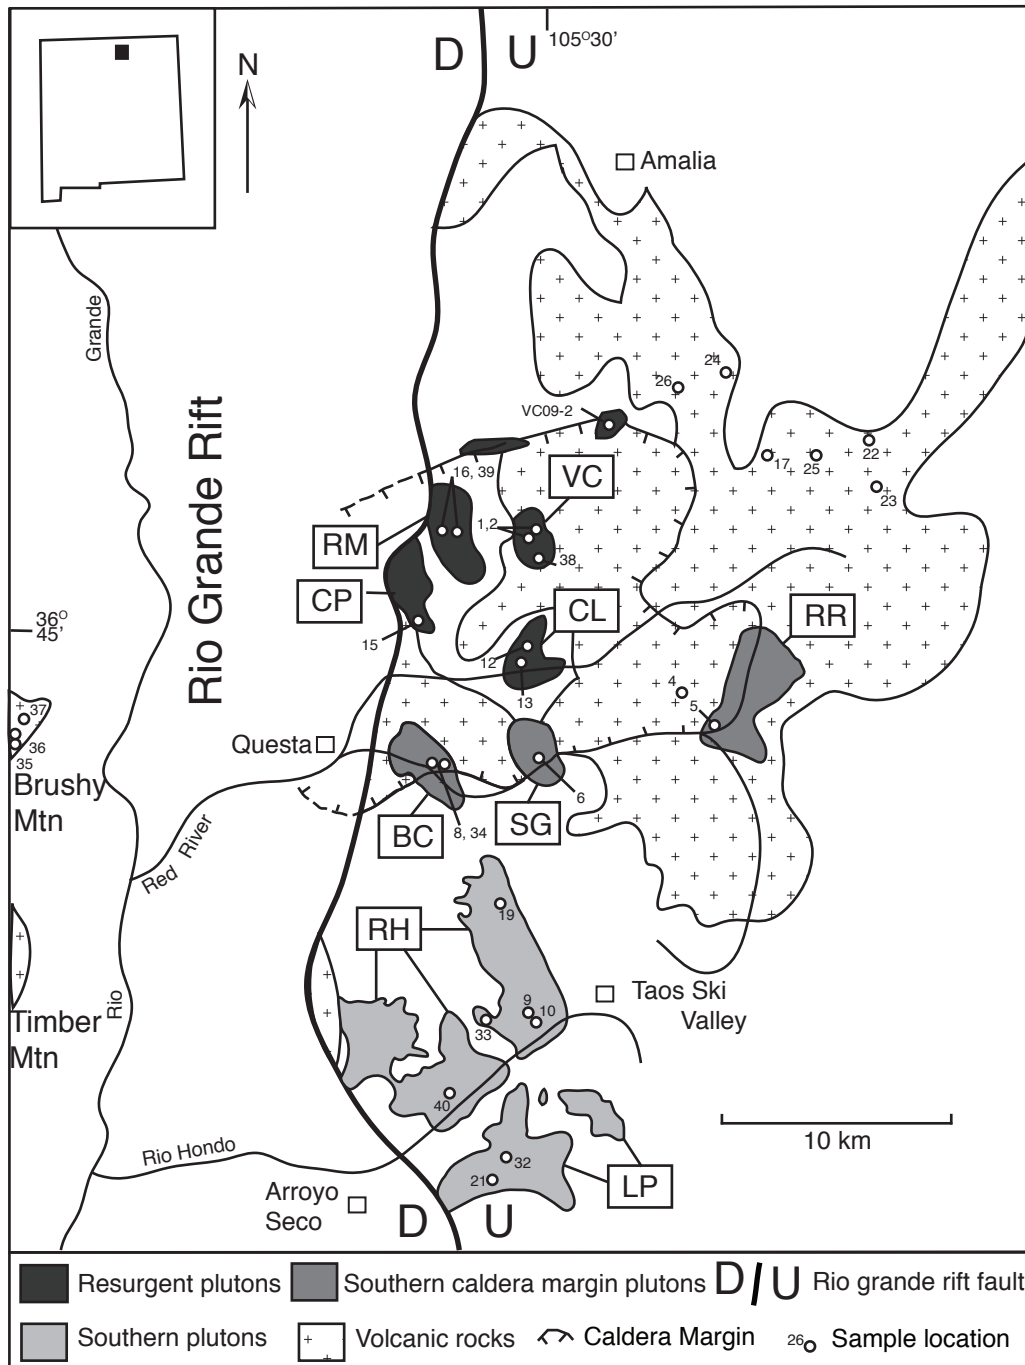 D U 105°30'
N
Amalia
Grande
Rio Grande Rift
24
26
VC09-2
22
17
25
23
16, 39
VC
1,2
RM
38
CP
CL
RR
36°
45'
15
12
13
4
5
37
36
35
Brushy
Mtn
Questa
6
BC
SG
8, 34
Red River
19
RH
9
10
33
Taos Ski
Valley
Timber
Mtn
Rio
40
10 km
Rio Hondo
32
21
LP
Arroyo
Seco
D U
Resurgent plutons
Southern caldera margin plutons
D/U Rio grande rift fault
Southern plutons
Volcanic rocks
Caldera Margin
26 Sample location